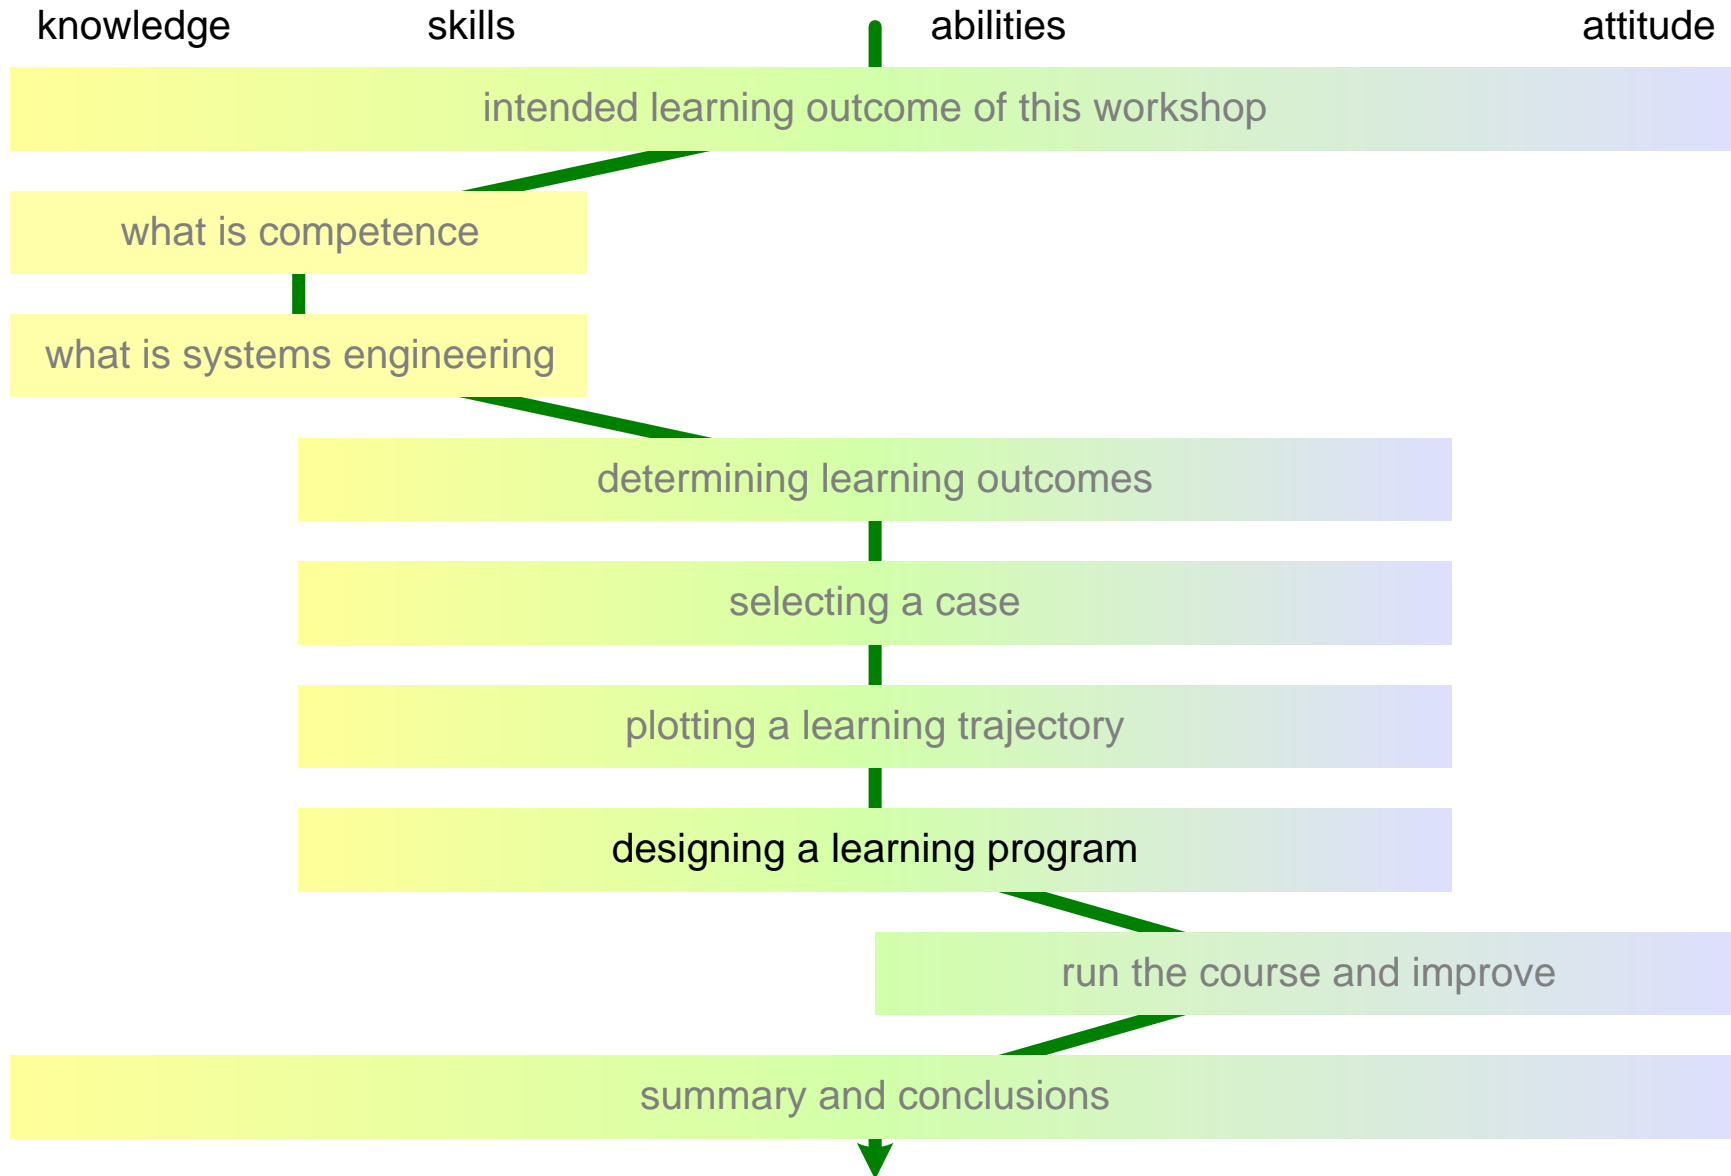 knowledge skills abilities attitude
intended learning outcome of this workshop
what is competence
what is systems engineering
determining learning outcomes
selecting a case
plotting a learning trajectory
designing a learning program
run the course and improve
summary and conclusions